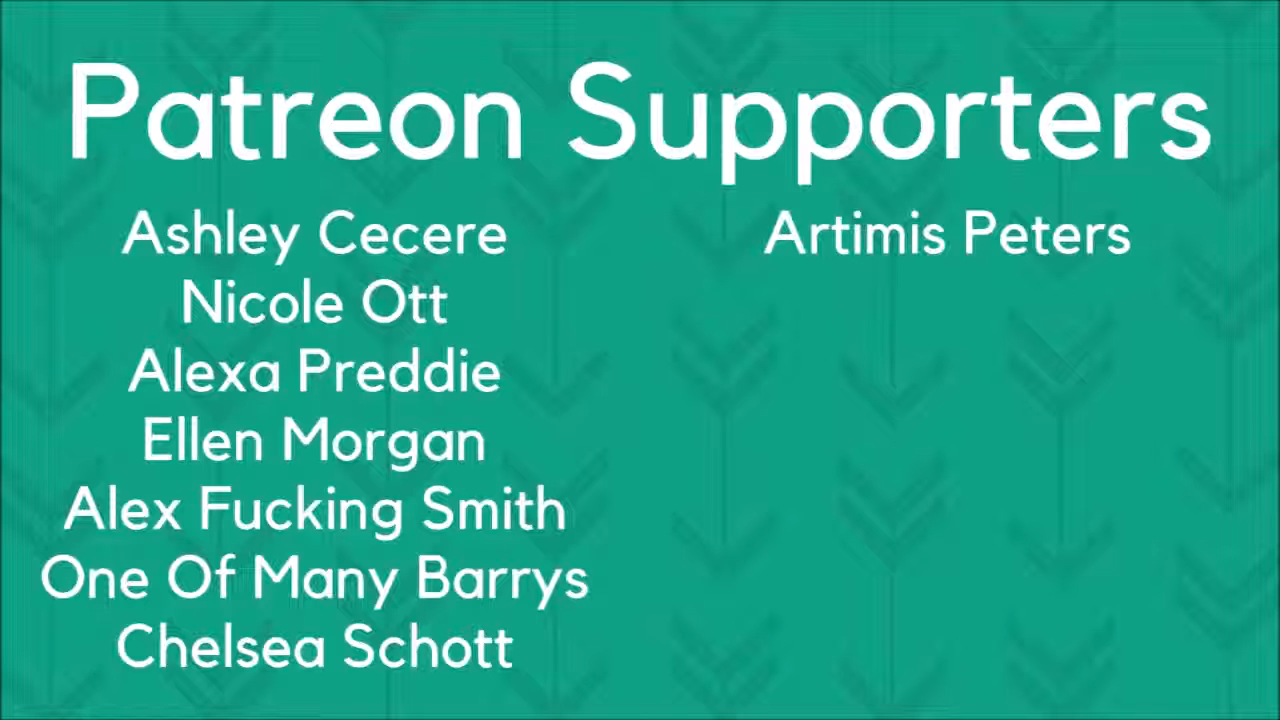 Patreon Supporters
Ashley Cecere
Nicole Ott
Alexa Preddie
Ellen Morgan
Alex Fucking Smith
One Of Many Barrys
Chelsea Schott
Artimis Peters